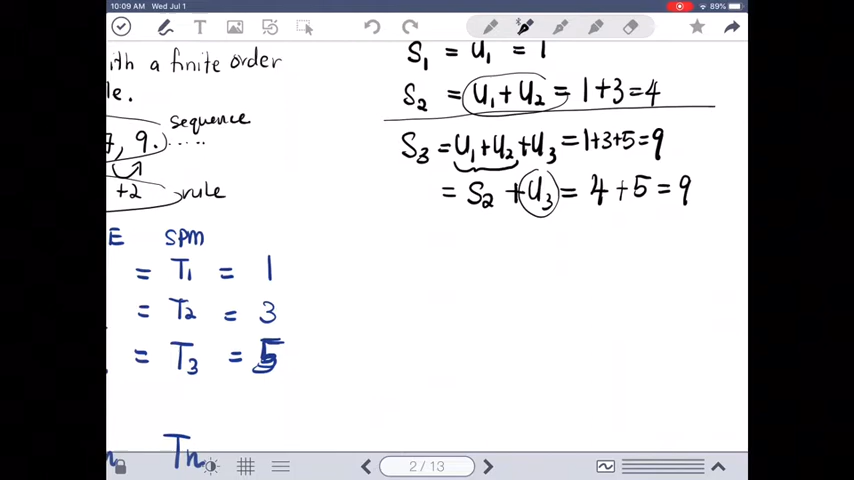 10:09 AM Wed Jul 1
89%
with a finite order
le.
sequence
7, 9. .....
+2 rule
E SPM
= T1 = 1
= T2 = 3
= T3 = 5
Tn
S1 = U1 = 1
S2 = U1 + U2 = 1+3=4
S3 = U1+U2 +U3 = 1+3+5=9
= S2 +U3 = 4 +5 = 9
2 / 13